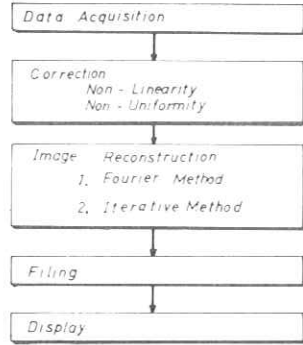 Data Acquisition
Correction
Non - Linearity
Non - Uniformity
Image Reconstruction
1, Fourier Method
2, Iterative Method
Filing
Display